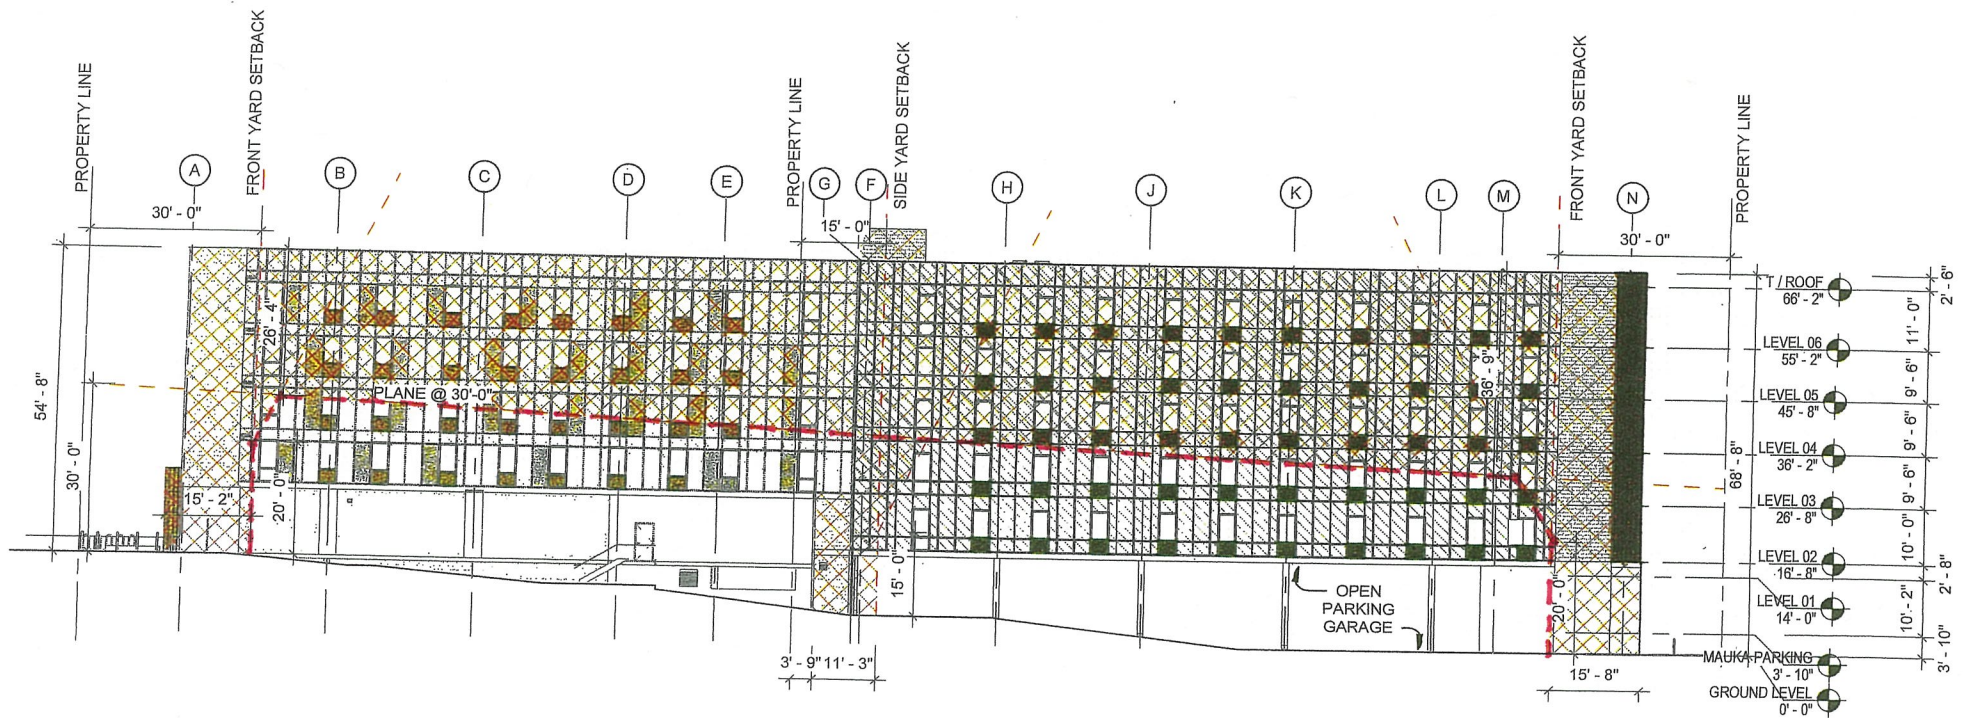 PROPERTY LINE
FRONT YARD SETBACK
PROPERTY LINE
SIDE YARD SETBACK
FRONT YARD SETBACK
PROPERTY LINE
A
B
C
D
E
G
F
H
J
K
L
M
N
30' - 0"
15' - 0"
30' - 0"
54' - 8"
30' - 0"
26' - 4"
PLANE @ 30'-0"
15' - 2"
20' - 0"
15' - 0"
36' - 9"
20' - 0"
68' - 8"
OPEN
PARKING
GARAGE
3' - 9"
11' - 3"
15' - 8"
T / ROOF
66' - 2"
LEVEL 06
55' - 2"
LEVEL 05
45' - 8"
LEVEL 04
36' - 2"
LEVEL 03
26' - 8"
LEVEL 02
16' - 8"
LEVEL 01
14' - 0"
MAUKA PARKING
3' - 10"
GROUND LEVEL
0' - 0"
2' - 6"
11' - 0"
9' - 6"
9' - 6"
9' - 6"
10' - 0"
2' - 8"
10' - 2"
3' - 10"